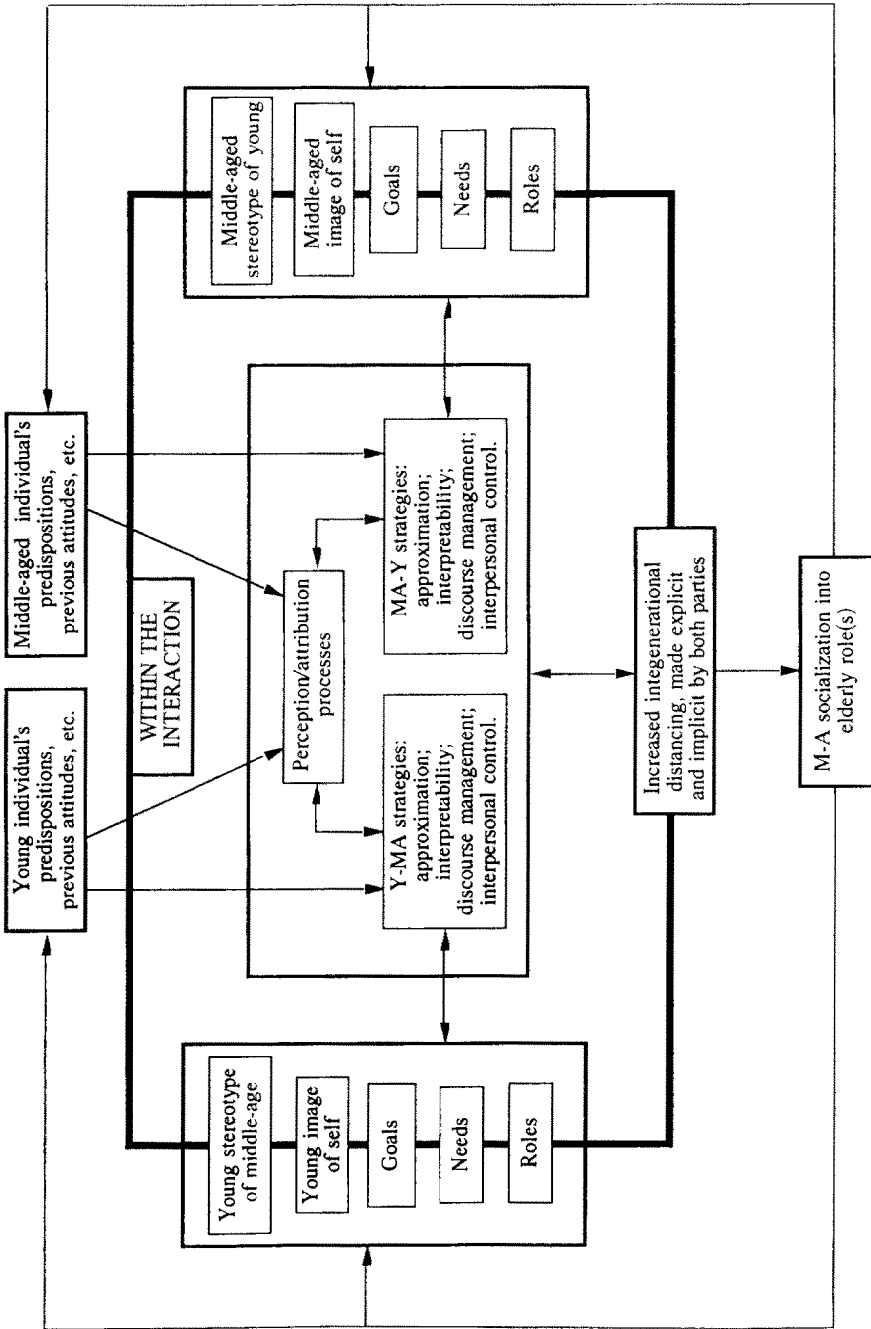 Young individual's
predispositions,
previous attitudes, etc.
Middle-aged individual's
predispositions,
previous attitudes, etc.
WITHIN THE
INTERACTION
Young stereotype
of middle-age
Young image
of self
Goals
Needs
Roles
Perception/attribution
processes
Y-MA strategies:
approximation;
interpretability;
discourse management;
interpersonal control.
MA-Y strategies:
approximation;
interpretability;
discourse management;
interpersonal control.
Middle-aged
stereotype of young
Middle-aged
image of self
Goals
Needs
Roles
Increased integenerational
distancing, made explicit
and implicit by both parties
M-A socialization into
elderly role(s)